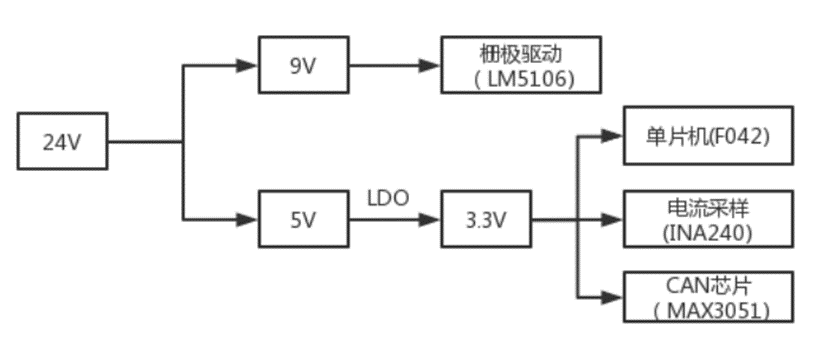 24V
9V
栅极驱动
(LM5106)
5V
LDO
3.3V
单片机(F042)
电流采样
(INA240)
CAN芯片
(MAX3051)